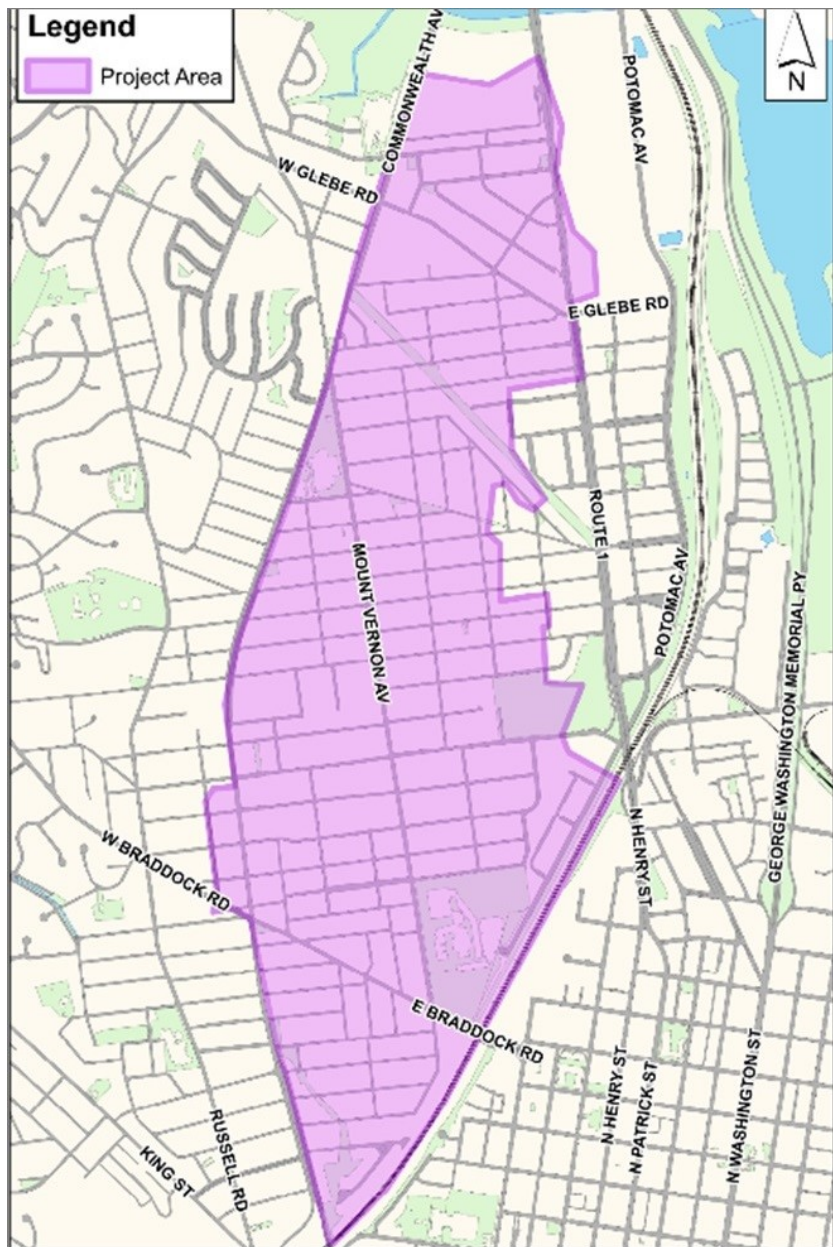 Legend
Project Area
N
COMMONWEALTH AV
POTOMAC AV
W GLEBE RD
E GLEBE RD
ROUTE 1
MOUNT VERNON AV
POTOMAC AV
GEORGE WASHINGTON MEMORIAL PY
N HENRY ST
W BRADDOCK RD
E BRADDOCK RD
N HENRY ST
N PATRICK ST
N WASHINGTON ST
RUSSELL RD
KING ST